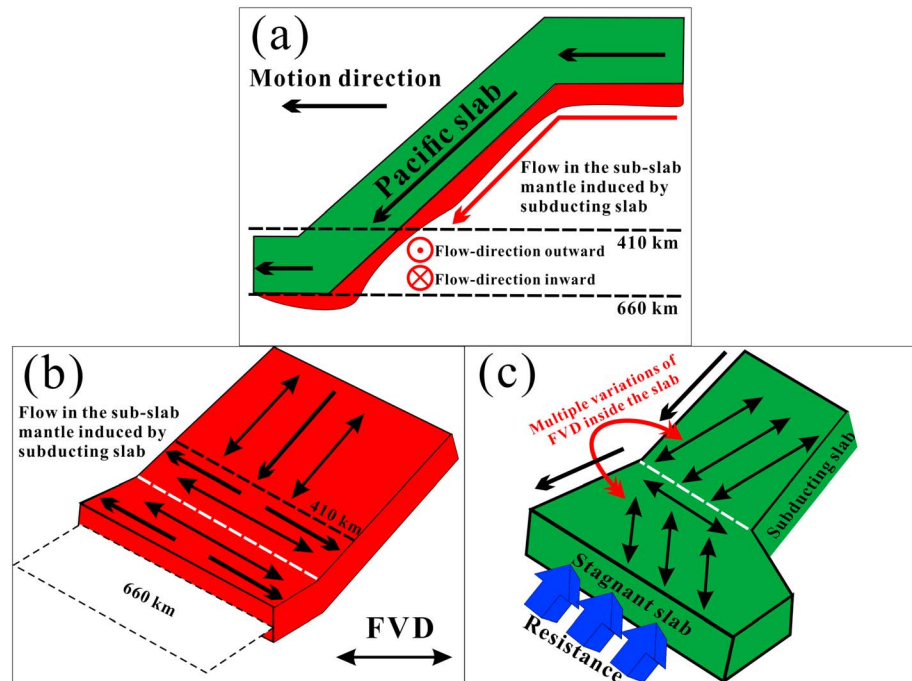 (a)
Motion direction
Pacific slab
Flow in the sub-slab
mantle induced by
subducting slab
410 km
Flow-direction outward
Flow-direction inward
660 km
(b)
Flow in the sub-slab
mantle induced by
subducting slab
410 km
660 km
FVD
(c)
Multiple variations of
FVD inside the slab
Subducting slab
Stagnant slab
Resistance